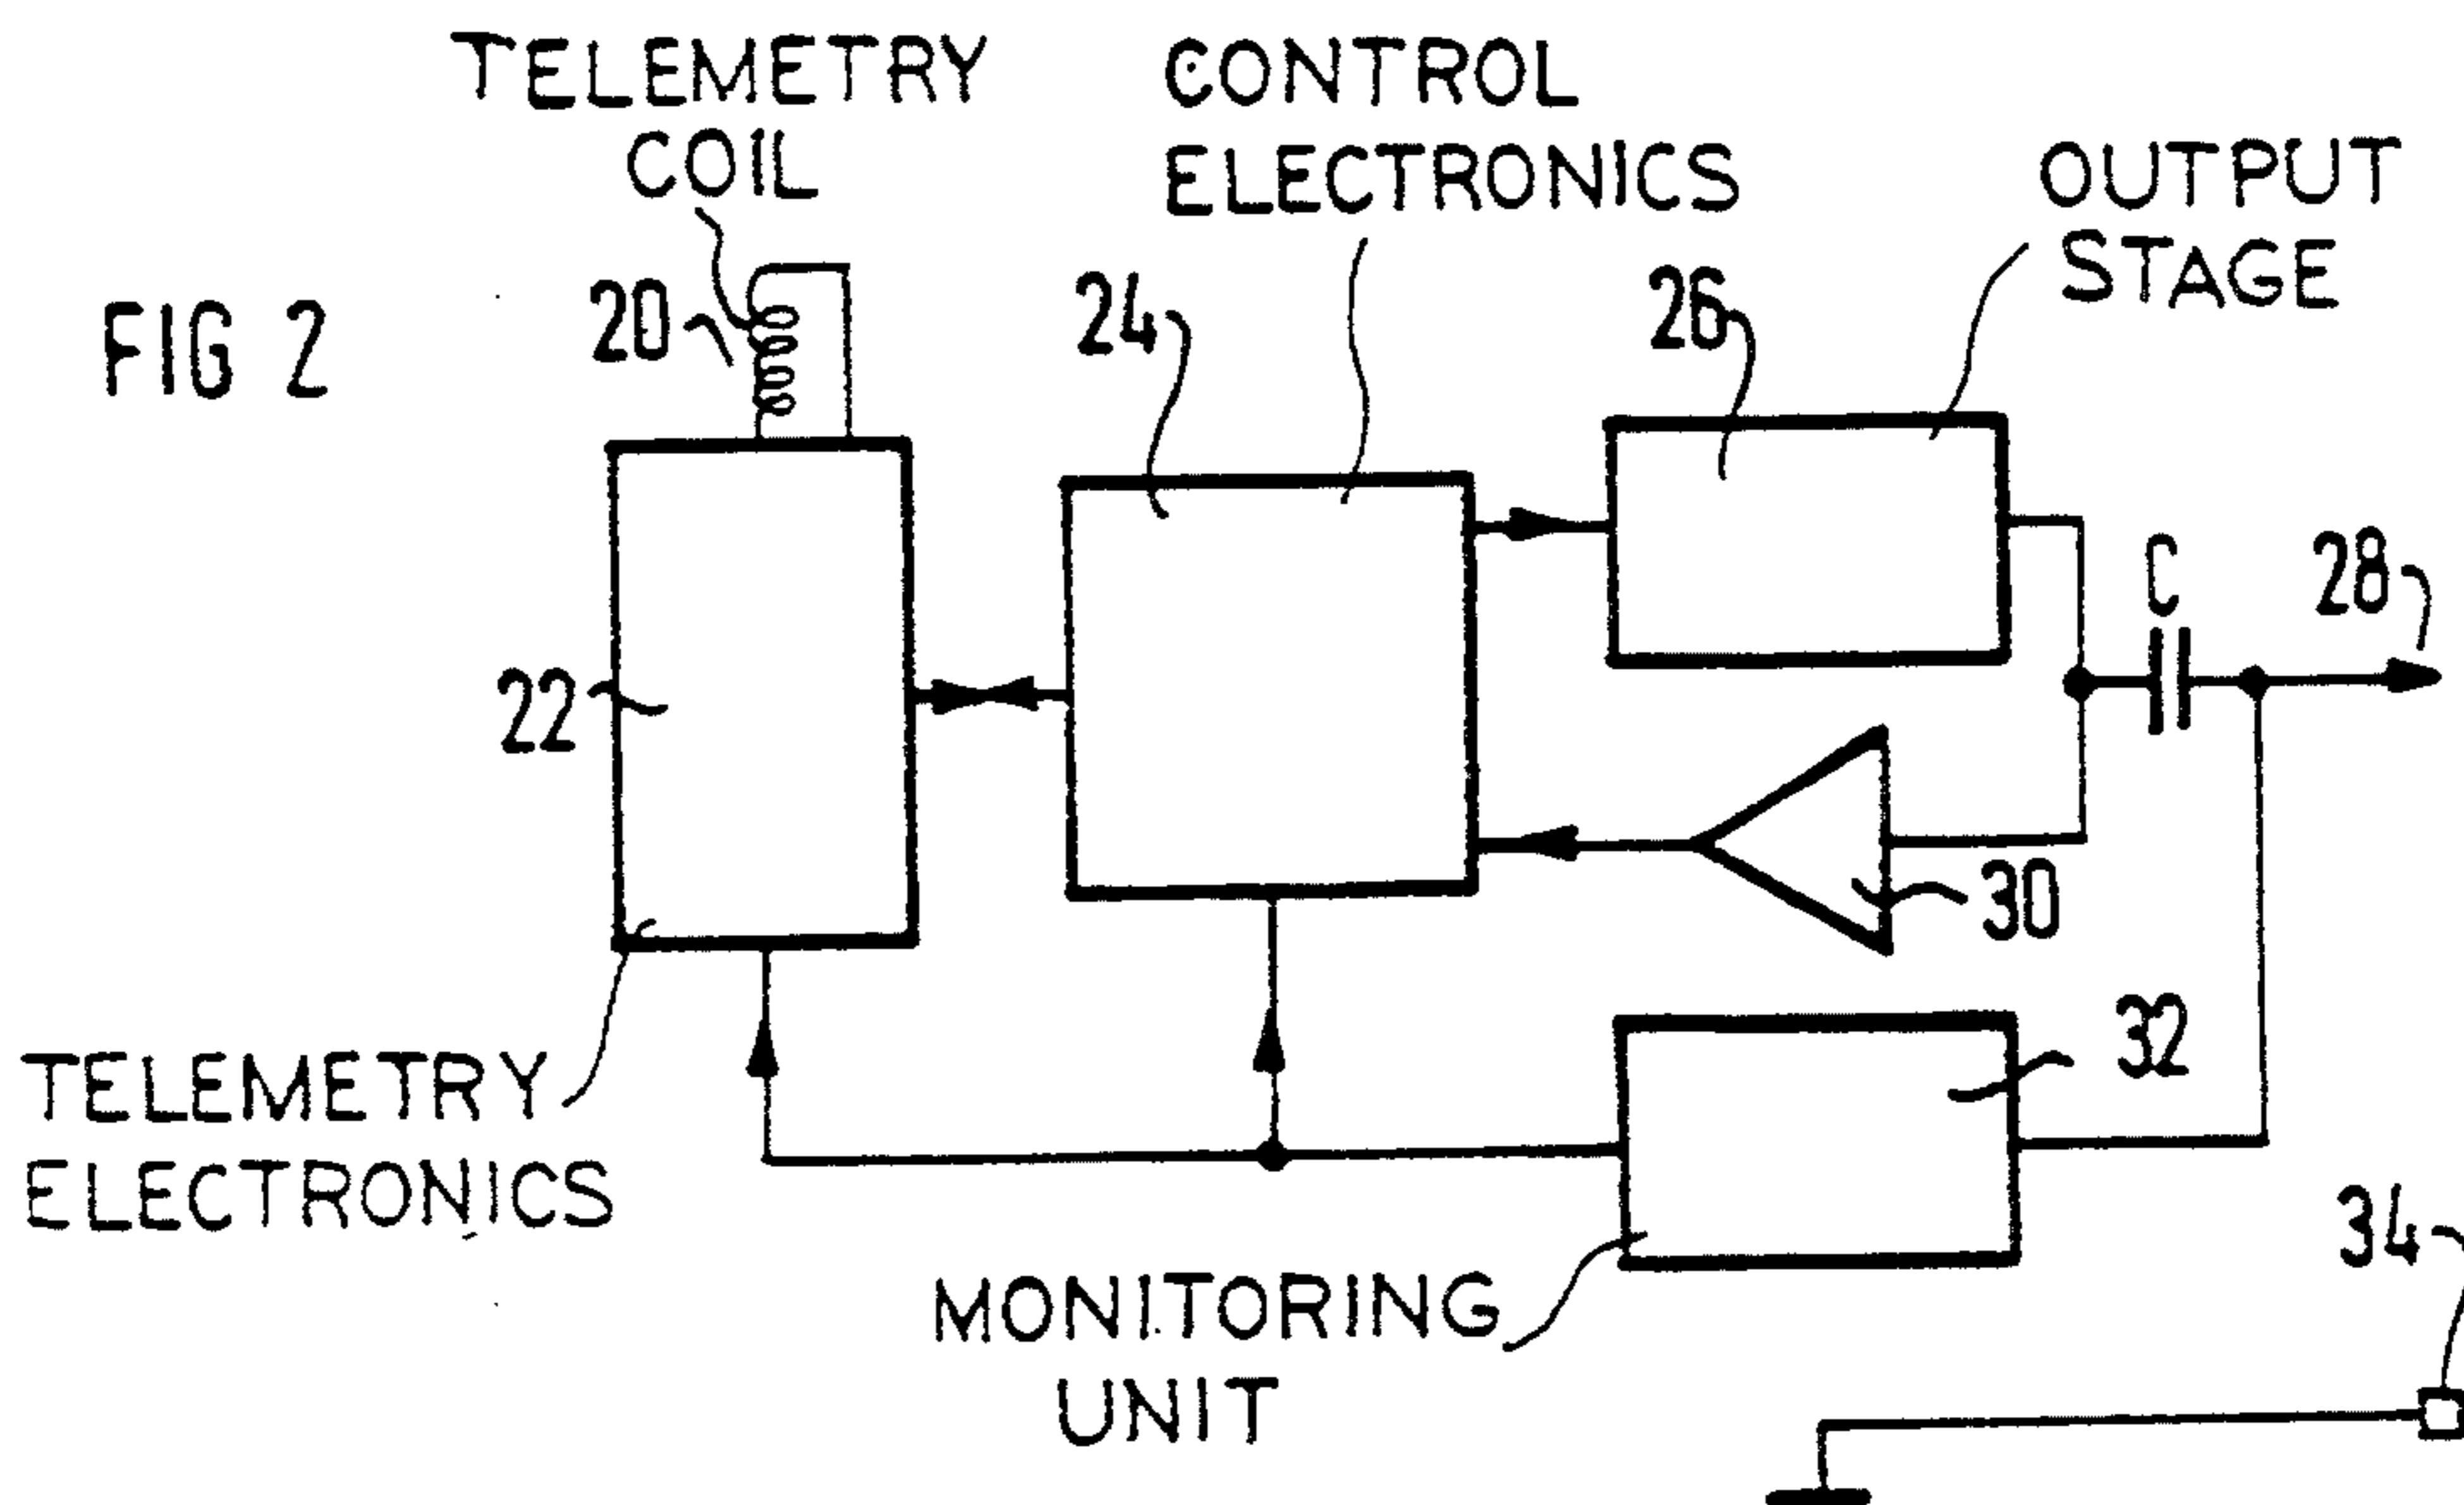 TELEMETRY
COIL
CONTROL
ELECTRONICS
OUTPUT
STAGE
FIG 2
20
24
26
22
C
28
30
32
TELEMETRY
ELECTRONICS
MONITORING
UNIT
34